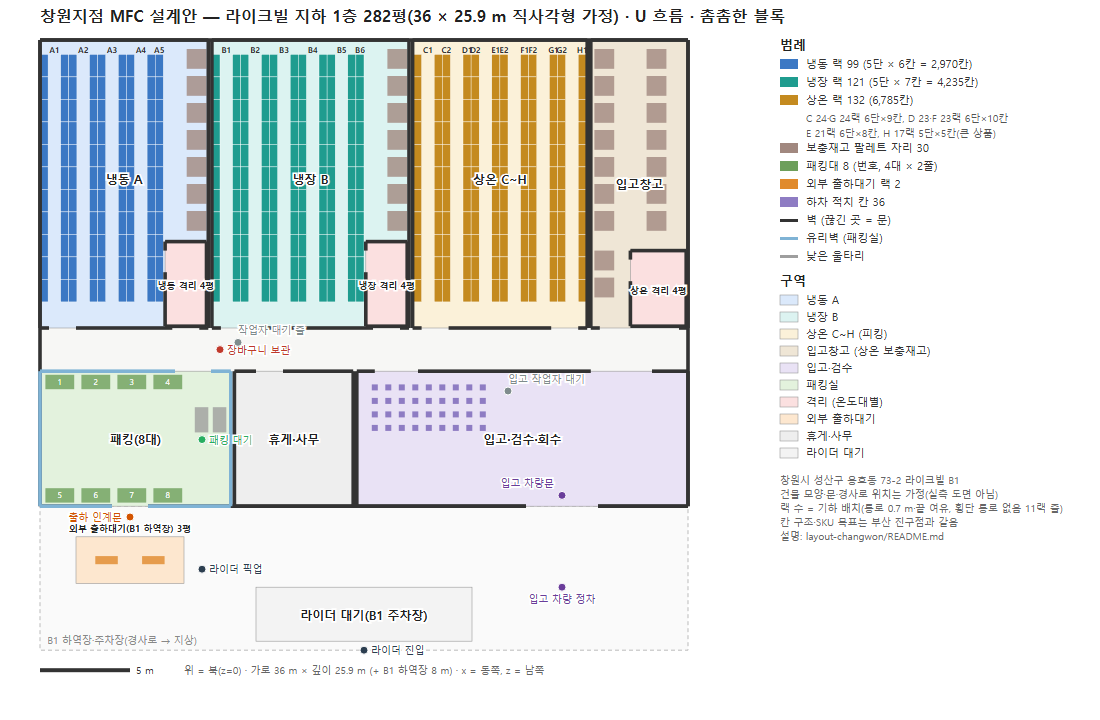 창원지점 MFC 설계안 — 라이크빌 지하 1층 282평(36 × 25.9 m 직사각형 가정) · U 흐름 · 촘촘한 블록
A1 A2 A3 A4 A5 B1 B2 B3 B4 B5 B6 C1 C2 D1 D2 E1 E2 F1 F2 G1 G2 H1
냉동 A 냉장 B 상온 C~H 입고창고
냉동 격리 4평 냉장 격리 4평 상온 격리 4평
작업자 대기 줄
장바구니 보관
1 2 3 4
입고 작업자 대기
패킹(8대) 패킹 대기 휴게·사무 입고·검수·회수
입고 차량문
5 6 7 8
출하 인계문
외부 출하대기(B1 하역장) 3평
라이더 픽업
입고 차량 정차
라이더 대기(B1 주차장)
B1 하역장·주차장(경사로 → 지상)
라이더 진입
5 m 위 = 북(z=0) · 가로 36 m × 깊이 25.9 m (+ B1 하역장 8 m) · x = 동쪽, z = 남쪽
범례
냉동 랙 99 (5단 × 6칸 = 2,970칸)
냉장 랙 121 (5단 × 7칸 = 4,235칸)
상온 랙 132 (6,785칸)
C 24·G 24랙 6단×9칸, D 23·F 23랙 6단×10칸
E 21랙 6단×8칸, H 17랙 5단×5칸(큰 상품)
보충재고 팔레트 자리 30
패킹대 8 (번호, 4대 × 2줄)
외부 출하대기 랙 2
하차 적치 칸 36
벽 (끊긴 곳 = 문)
유리벽 (패킹실)
낮은 울타리
구역
냉동 A
냉장 B
상온 C~H (피킹)
입고창고 (상온 보충재고)
입고·검수
패킹실
격리 (온도대별)
외부 출하대기
휴게·사무
라이더 대기
창원시 성산구 용호동 73-2 라이크빌 B1
건물 모양·문·경사로 위치는 가정(실측 도면 아님)
랙 수 = 기하 배치(통로 0.7 m·끝 여유, 횡단 통로 없음 11랙 줄)
칸 구조·SKU 목표는 부산 진구점과 같음
설명: layout-changwon/README.md